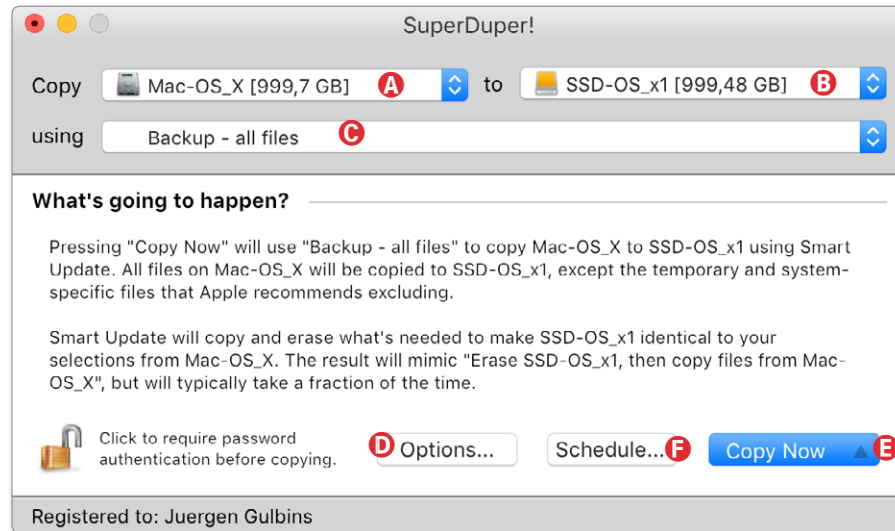 SuperDuper!
Copy Mac-OS_X [999,7 GB] A to SSD-OS_x1 [999,48 GB] B
using Backup - all files C
What's going to happen?
Pressing "Copy Now" will use "Backup - all files" to copy Mac-OS_X to SSD-OS_x1 using Smart
Update. All files on Mac-OS_X will be copied to SSD-OS_x1, except the temporary and system-
specific files that Apple recommends excluding.
Smart Update will copy and erase what's needed to make SSD-OS_x1 identical to your
selections from Mac-OS_X. The result will mimic "Erase SSD-OS_x1, then copy files from Mac-
OS_X", but will typically take a fraction of the time.
Click to require password
authentication before copying.
D Options... Schedule... F Copy Now E
Registered to: Juergen Gulbins